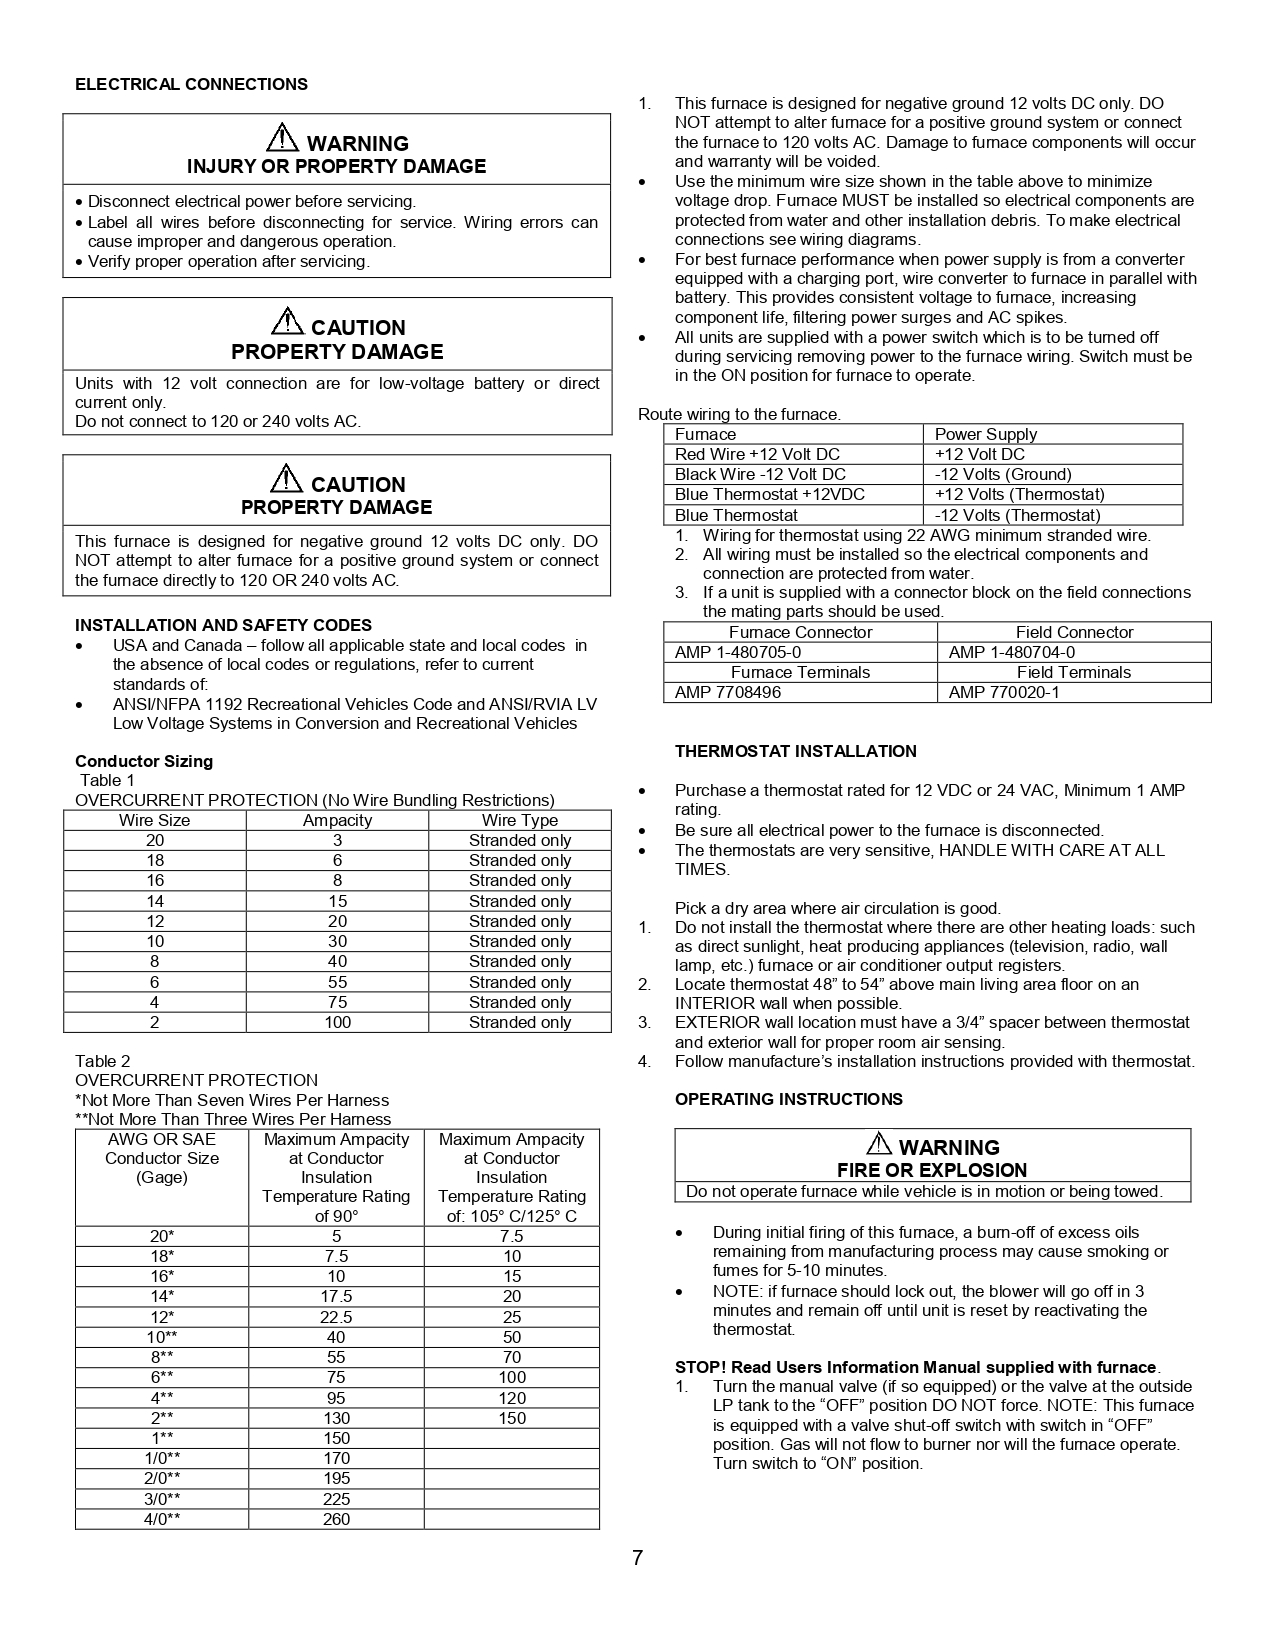 ELECTRICAL CONNECTIONS
WARNING
INJURY OR PROPERTY DAMAGE
• Disconnect electrical power before servicing.
• Label all wires before disconnecting for service. Wiring errors can
cause improper and dangerous operation.
• Verify proper operation after servicing.
CAUTION
PROPERTY DAMAGE
Units with 12 volt connection are for low-voltage battery or direct
current only.
Do not connect to 120 or 240 volts AC.
CAUTION
PROPERTY DAMAGE
This furnace is designed for negative ground 12 volts DC only. DO
NOT attempt to alter furnace for a positive ground system or connect
the furnace directly to 120 OR 240 volts AC.
INSTALLATION AND SAFETY CODES
• USA and Canada – follow all applicable state and local codes in
the absence of local codes or regulations, refer to current
standards of:
• ANSI/NFPA 1192 Recreational Vehicles Code and ANSI/RVIA LV
Low Voltage Systems in Conversion and Recreational Vehicles
Conductor Sizing
Table 1
OVERCURRENT PROTECTION (No Wire Bundling Restrictions)
Wire Size Ampacity Wire Type
20 3 Stranded only
18 6 Stranded only
16 8 Stranded only
14 15 Stranded only
12 20 Stranded only
10 30 Stranded only
8 40 Stranded only
6 55 Stranded only
4 75 Stranded only
2 100 Stranded only
Table 2
OVERCURRENT PROTECTION
*Not More Than Seven Wires Per Harness
**Not More Than Three Wires Per Harness
AWG OR SAE Maximum Ampacity Maximum Ampacity
Conductor Size at Conductor at Conductor
(Gage) Insulation Insulation
Temperature Rating Temperature Rating
of 90° of: 105° C/125° C
20* 5 7.5
18* 7.5 10
16* 10 15
14* 17.5 20
12* 22.5 25
10** 40 50
8** 55 70
6** 75 100
4** 95 120
2** 130 150
1** 150
1/0** 170
2/0** 195
3/0** 225
4/0** 260
1. This furnace is designed for negative ground 12 volts DC only. DO
NOT attempt to alter furnace for a positive ground system or connect
the furnace to 120 volts AC. Damage to furnace components will occur
and warranty will be voided.
• Use the minimum wire size shown in the table above to minimize
voltage drop. Furnace MUST be installed so electrical components are
protected from water and other installation debris. To make electrical
connections see wiring diagrams.
• For best furnace performance when power supply is from a converter
equipped with a charging port, wire converter to furnace in parallel with
battery. This provides consistent voltage to furnace, increasing
component life, filtering power surges and AC spikes.
• All units are supplied with a power switch which is to be turned off
during servicing removing power to the furnace wiring. Switch must be
in the ON position for furnace to operate.
Route wiring to the furnace.
Furnace Power Supply
Red Wire +12 Volt DC +12 Volt DC
Black Wire -12 Volt DC -12 Volts (Ground)
Blue Thermostat +12VDC +12 Volts (Thermostat)
Blue Thermostat -12 Volts (Thermostat)
1. Wiring for thermostat using 22 AWG minimum stranded wire.
2. All wiring must be installed so the electrical components and
connection are protected from water.
3. If a unit is supplied with a connector block on the field connections
the mating parts should be used.
Furnace Connector Field Connector
AMP 1-480705-0 AMP 1-480704-0
Furnace Terminals Field Terminals
AMP 7708496 AMP 770020-1
THERMOSTAT INSTALLATION
• Purchase a thermostat rated for 12 VDC or 24 VAC, Minimum 1 AMP
rating.
• Be sure all electrical power to the furnace is disconnected.
• The thermostats are very sensitive, HANDLE WITH CARE AT ALL
TIMES.
Pick a dry area where air circulation is good.
1. Do not install the thermostat where there are other heating loads: such
as direct sunlight, heat producing appliances (television, radio, wall
lamp, etc.) furnace or air conditioner output registers.
2. Locate thermostat 48” to 54” above main living area floor on an
INTERIOR wall when possible.
3. EXTERIOR wall location must have a 3/4” spacer between thermostat
and exterior wall for proper room air sensing.
4. Follow manufacture’s installation instructions provided with thermostat.
OPERATING INSTRUCTIONS
WARNING
FIRE OR EXPLOSION
Do not operate furnace while vehicle is in motion or being towed.
• During initial firing of this furnace, a burn-off of excess oils
remaining from manufacturing process may cause smoking or
fumes for 5-10 minutes.
• NOTE: if furnace should lock out, the blower will go off in 3
minutes and remain off until unit is reset by reactivating the
thermostat.
STOP! Read Users Information Manual supplied with furnace.
1. Turn the manual valve (if so equipped) or the valve at the outside
LP tank to the “OFF” position DO NOT force. NOTE: This furnace
is equipped with a valve shut-off switch with switch in “OFF”
position. Gas will not flow to burner nor will the furnace operate.
Turn switch to “ON” position.
7